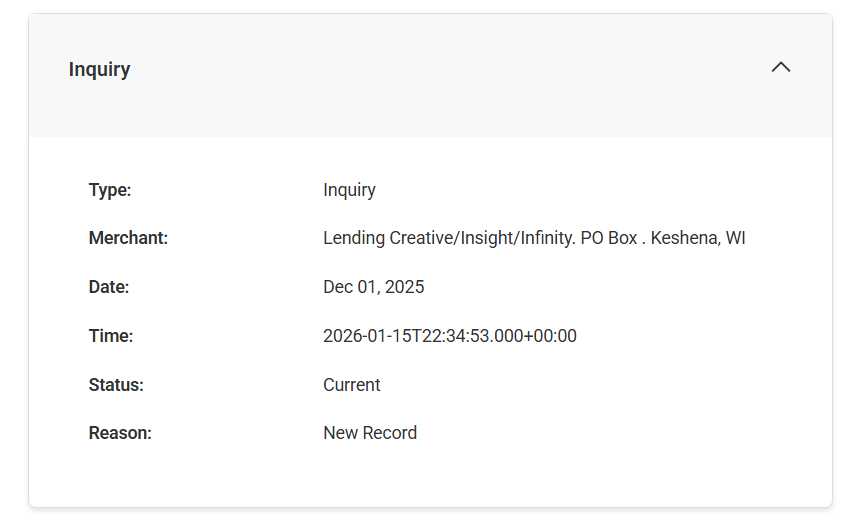 Inquiry
Type: Inquiry
Merchant: Lending Creative/Insight/Infinity. PO Box . Keshena, WI
Date: Dec 01, 2025
Time: 2026-01-15T22:34:53.000+00:00
Status: Current
Reason: New Record